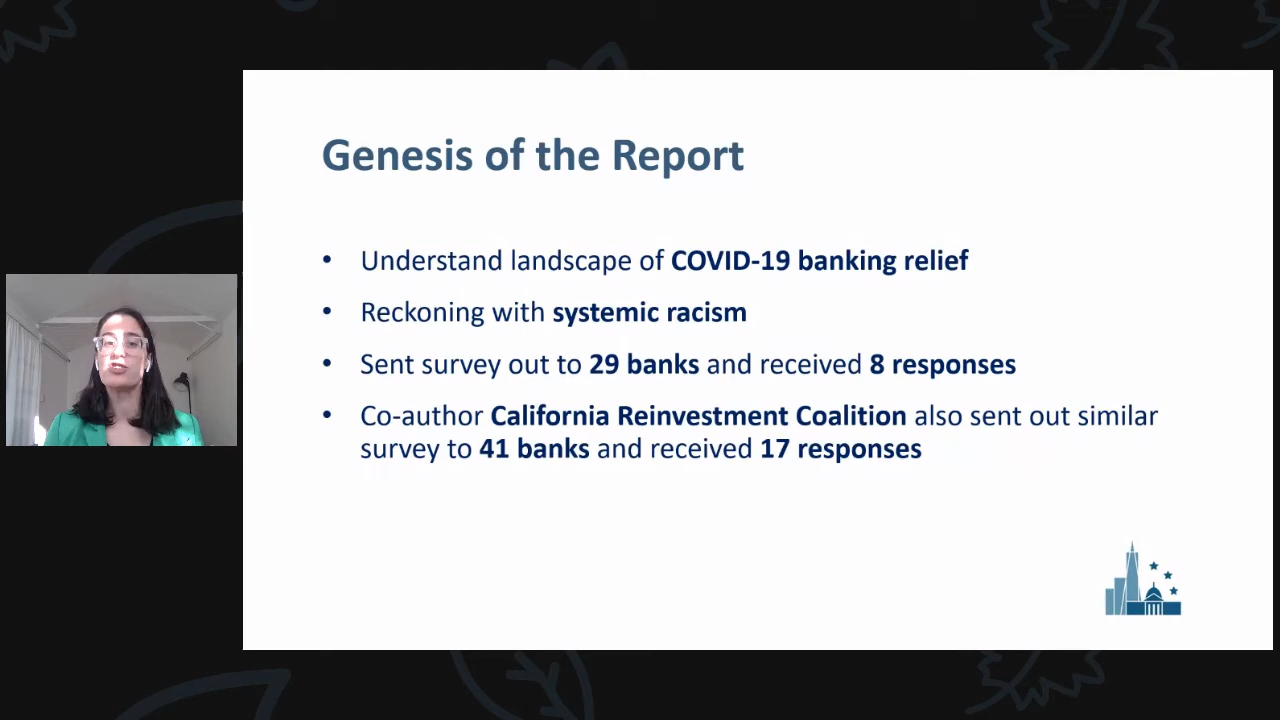 Genesis of the Report
• Understand landscape of COVID-19 banking relief
• Reckoning with systemic racism
• Sent survey out to 29 banks and received 8 responses
• Co-author California Reinvestment Coalition also sent out similar
survey to 41 banks and received 17 responses